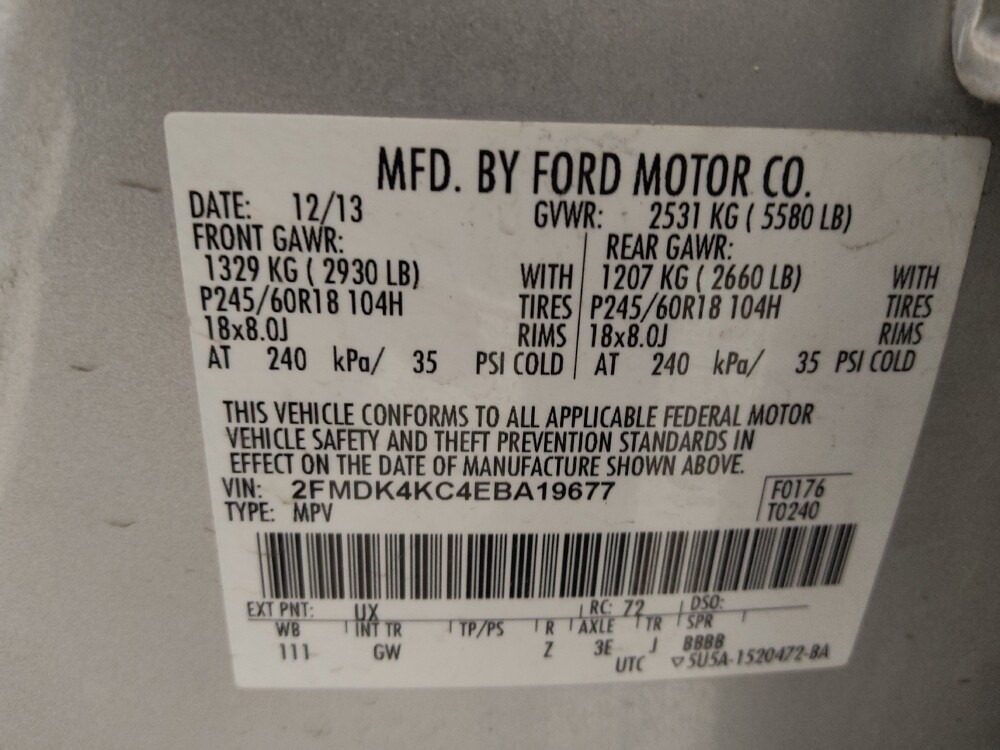 MFD. BY FORD MOTOR CO.
DATE: 12/13 GVWR: 2531 KG ( 5580 LB)
FRONT GAWR: REAR GAWR:
1329 KG ( 2930 LB) WITH 1207 KG ( 2660 LB) WITH
P245/60R18 104H TIRES P245/60R18 104H TIRES
18x8.0J RIMS 18x8.0J RIMS
AT 240 kPa/ 35 PSI COLD AT 240 kPa/ 35 PSI COLD
THIS VEHICLE CONFORMS TO ALL APPLICABLE FEDERAL MOTOR
VEHICLE SAFETY AND THEFT PREVENTION STANDARDS IN
EFFECT ON THE DATE OF MANUFACTURE SHOWN ABOVE.
VIN: 2FMDK4KC4EBA19677 F0176
TYPE: MPV T0240
EXT PNT: UX RC: 72 DSO:
WB INT TR TP/PS R AXLE TR SPR
111 GW Z 3E J BBBB
UTC ▽5U5A-1520472-BA